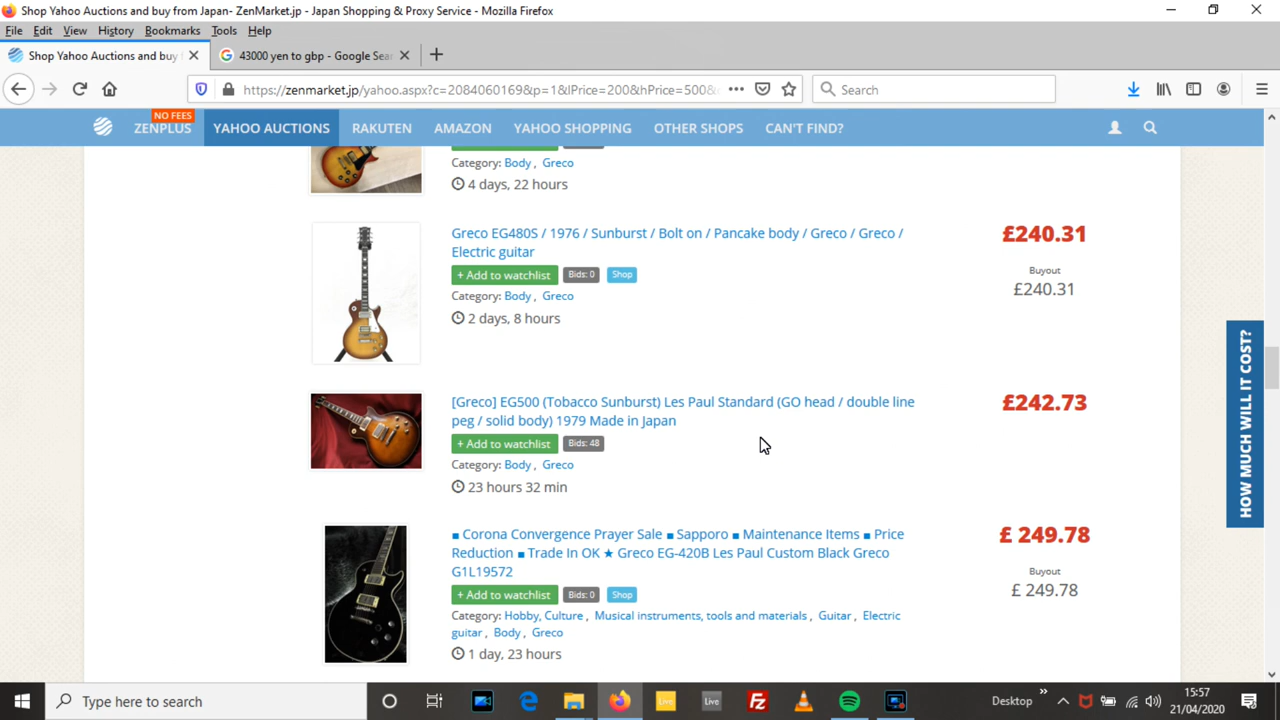 Shop Yahoo Auctions and buy from Japan- ZenMarket.jp - Japan Shopping & Proxy Service - Mozilla Firefox
File Edit View History Bookmarks Tools Help
Shop Yahoo Auctions and buy f
43000 yen to gbp - Google Sea
https://zenmarket.jp/yahoo.aspx?c=2084060169&p=1&lPrice=200&hPrice=500&
Search
NO FEES
ZENPLUS YAHOO AUCTIONS RAKUTEN AMAZON YAHOO SHOPPING OTHER SHOPS CAN'T FIND?
Category: Body , Greco
4 days, 22 hours
Greco EG480S / 1976 / Sunburst / Bolt on / Pancake body / Greco / Greco /
Electric guitar
£240.31
+ Add to watchlist Bids: 0 Shop
Buyout
£240.31
Category: Body , Greco
2 days, 8 hours
[Greco] EG500 (Tobacco Sunburst) Les Paul Standard (GO head / double line
peg / solid body) 1979 Made in Japan
£242.73
+ Add to watchlist Bids: 48
Category: Body , Greco
23 hours 32 min
■ Corona Convergence Prayer Sale ■ Sapporo ■ Maintenance Items ■ Price
Reduction ■ Trade In OK ★ Greco EG-420B Les Paul Custom Black Greco
G1L19572
£ 249.78
Buyout
£ 249.78
+ Add to watchlist Bids: 0 Shop
Category: Hobby, Culture , Musical instruments, tools and materials , Guitar , Electric
guitar , Body , Greco
1 day, 23 hours
HOW MUCH WILL IT COST?
Type here to search
Live
Live
Fz
Desktop
15:57
21/04/2020